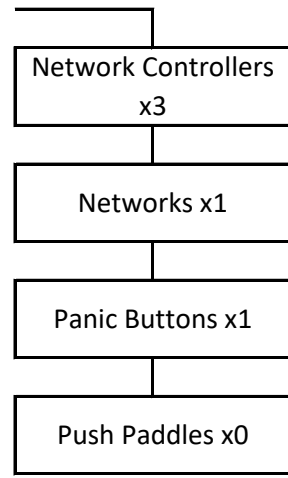 Network Controllers
x3
Networks x1
Panic Buttons x1
Push Paddles x0